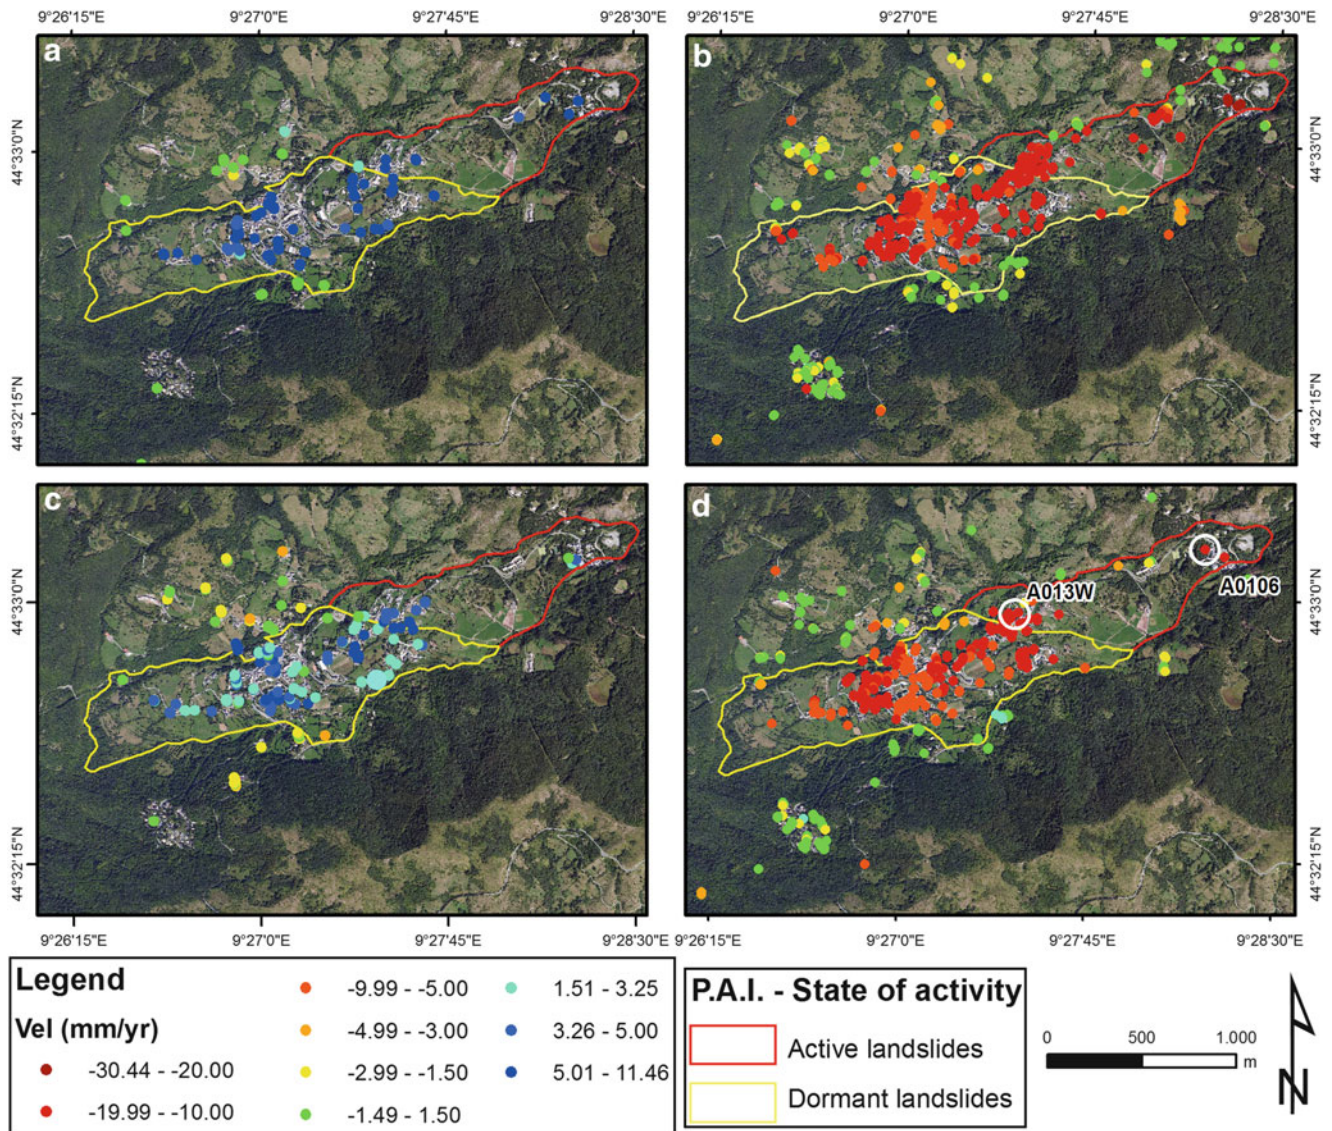 9°26'15"E 9°27'0"E 9°27'45"E 9°28'30"E
9°26'15"E 9°27'0"E 9°27'45"E 9°28'30"E
a
b
44°33'0"N
44°33'0"N
44°32'15"N
44°32'15"N
c
d
A013W
A0106
44°33'0"N
44°33'0"N
44°32'15"N
44°32'15"N
9°26'15"E 9°27'0"E 9°27'45"E 9°28'30"E
9°26'15"E 9°27'0"E 9°27'45"E 9°28'30"E
Legend
Vel (mm/yr)
-30.44 - -20.00
-19.99 - -10.00
-9.99 - -5.00
-4.99 - -3.00
-2.99 - -1.50
-1.49 - 1.50
1.51 - 3.25
3.26 - 5.00
5.01 - 11.46
P.A.I. - State of activity
Active landslides
Dormant landslides
0 500 1.000
m
N